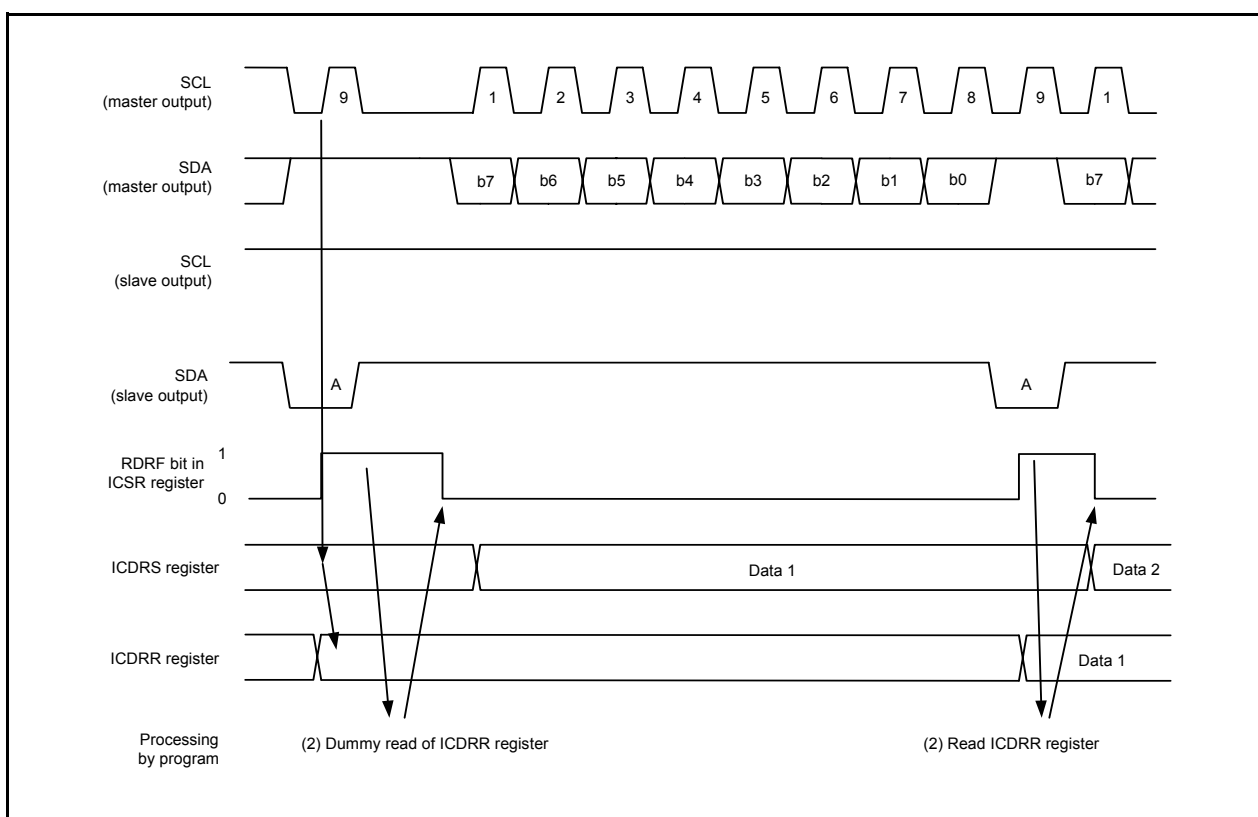 SCL
(master output)
9
1
2
3
4
5
6
7
8
9
1
SDA
(master output)
b7
b6
b5
b4
b3
b2
b1
b0
b7
SCL
(slave output)
SDA
(slave output)
A
A
RDRF bit in
ICSR register
1
0
ICDRS register
Data 1
Data 2
ICDRR register
Data 1
Processing
by program
(2) Dummy read of ICDRR register
(2) Read ICDRR register